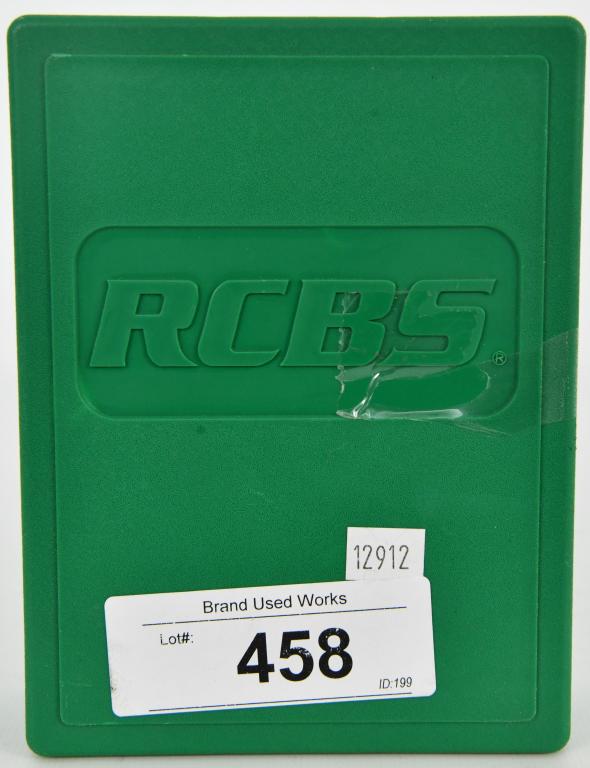 RCBS®
12912
Brand Used Works
Lot#:
458
ID:199